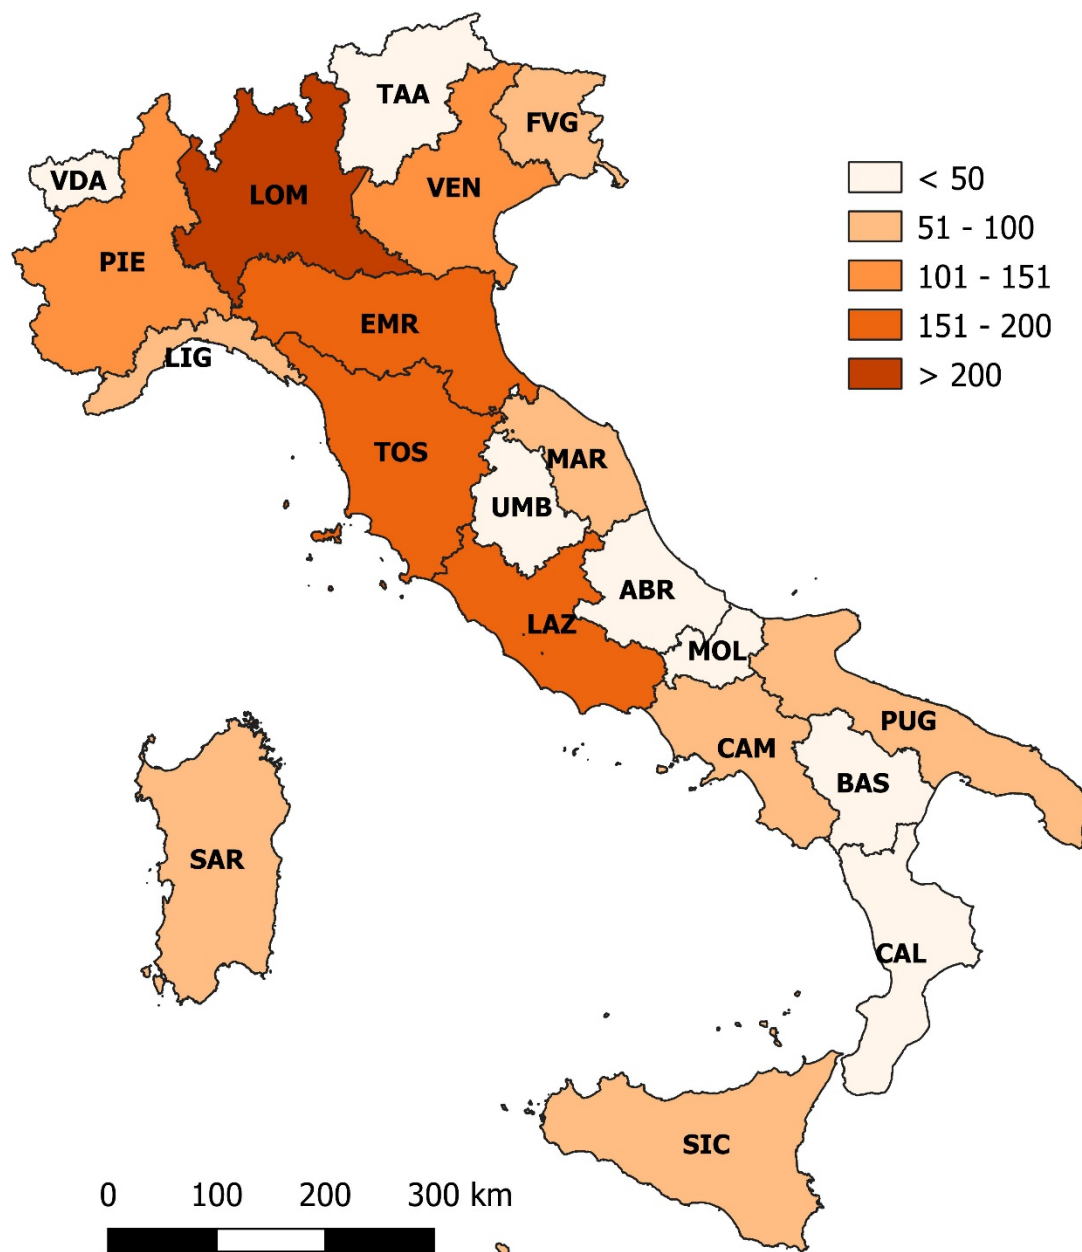 TAA
FVG
VDA
LOM
VEN
PIE
EMR
LIG
TOS
MAR
UMB
ABR
LAZ
MOL
PUG
CAM
BAS
SAR
CAL
SIC
< 50
51 - 100
101 - 151
151 - 200
> 200
0 100 200 300 km